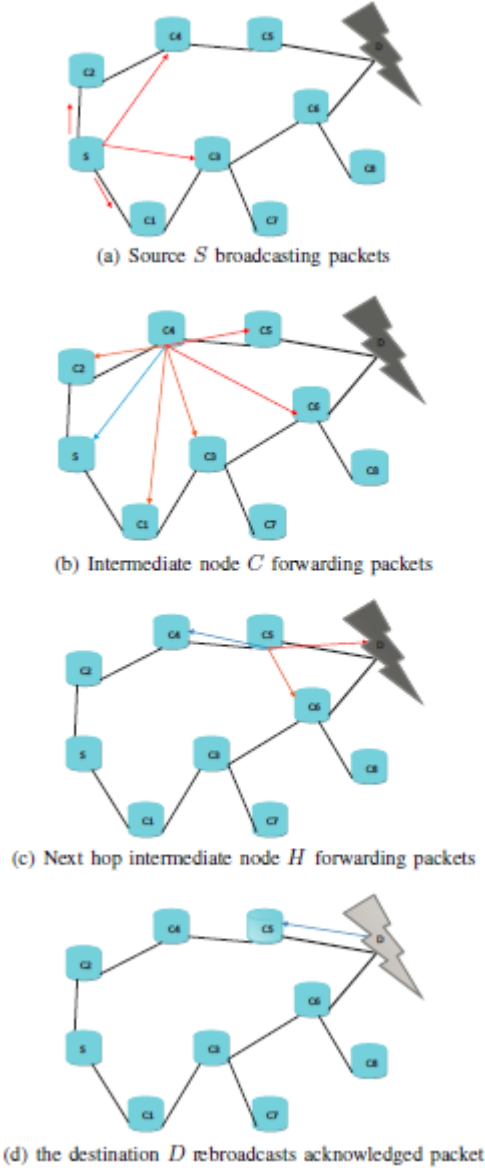 C4 C5 D
C2
C6
S C3 C8
C1 C7
(a) Source S broadcasting packets
C4 C5 D
C2
C6
S C3 C8
C1 C7
(b) Intermediate node C forwarding packets
C4 C5 D
C2
C6
S C3 C8
C1 C7
(c) Next hop intermediate node H forwarding packets
C4 C5 D
C2
C6
S C3 C8
C1 C7
(d) the destination D rebroadcasts acknowledged packet